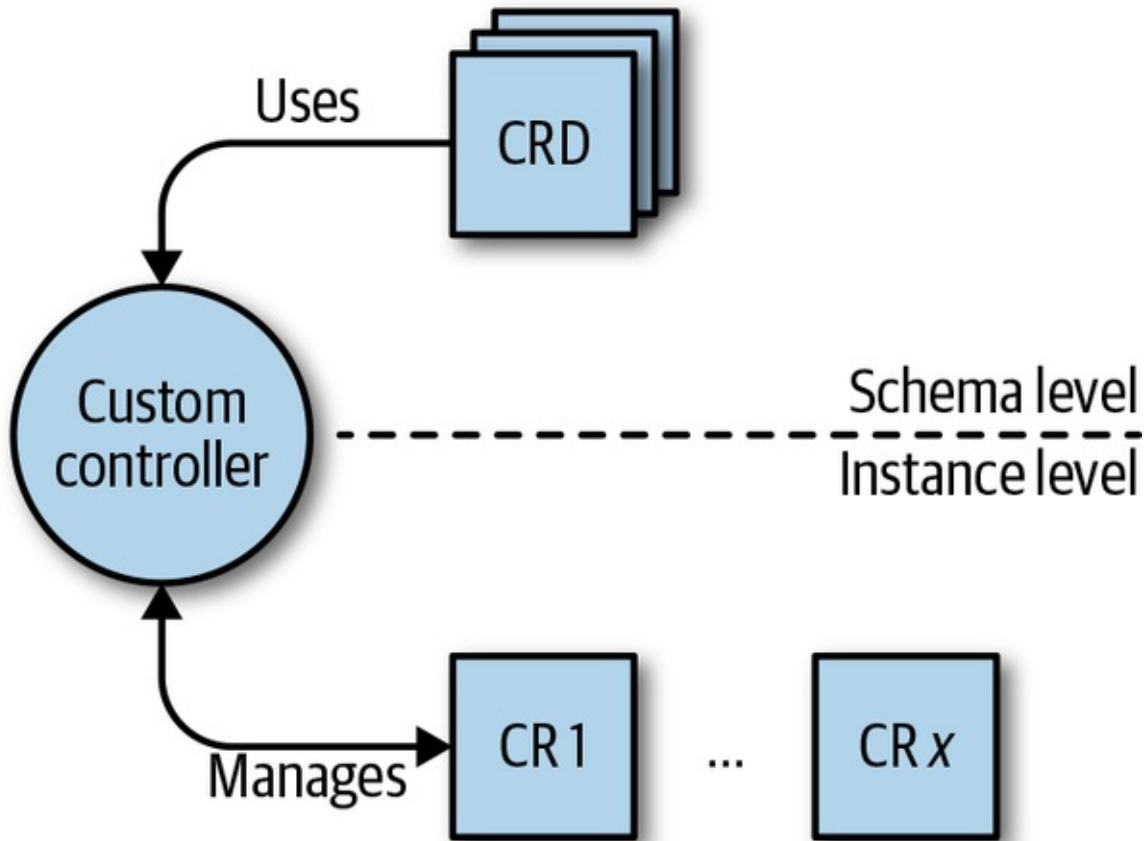 Uses
CRD
Custom
controller
Schema level
Instance level
Manages
CR 1
...
CR x